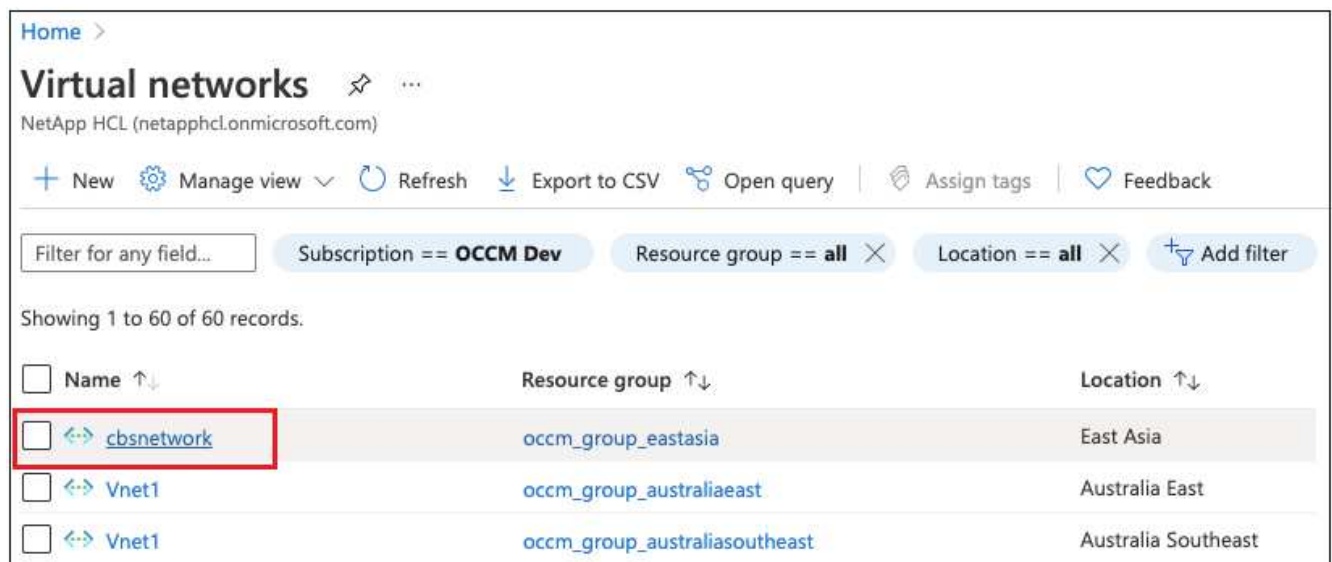 Home >
Virtual networks ...
NetApp HCL (netapphcl.onmicrosoft.com)
New Manage view Refresh Export to CSV Open query Assign tags Feedback
Filter for any field... Subscription == OCCM Dev Resource group == all Location == all Add filter
Showing 1 to 60 of 60 records.
Name ↑↓ Resource group ↑↓ Location ↑↓
cbsnetwork occm_group_eastasia East Asia
Vnet1 occm_group_australiaeast Australia East
Vnet1 occm_group_australiasoutheast Australia Southeast